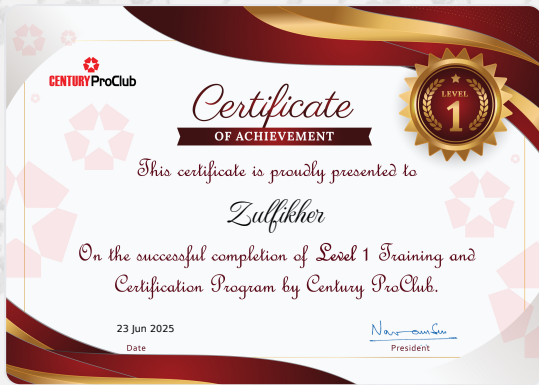 CENTURY ProClub
Certificate
OF ACHIEVEMENT
LEVEL
1
This certificate is proudly presented to
Zulfikher
On the successful completion of Level 1 Training and
Certification Program by Century ProClub.
23 Jun 2025
Date
President